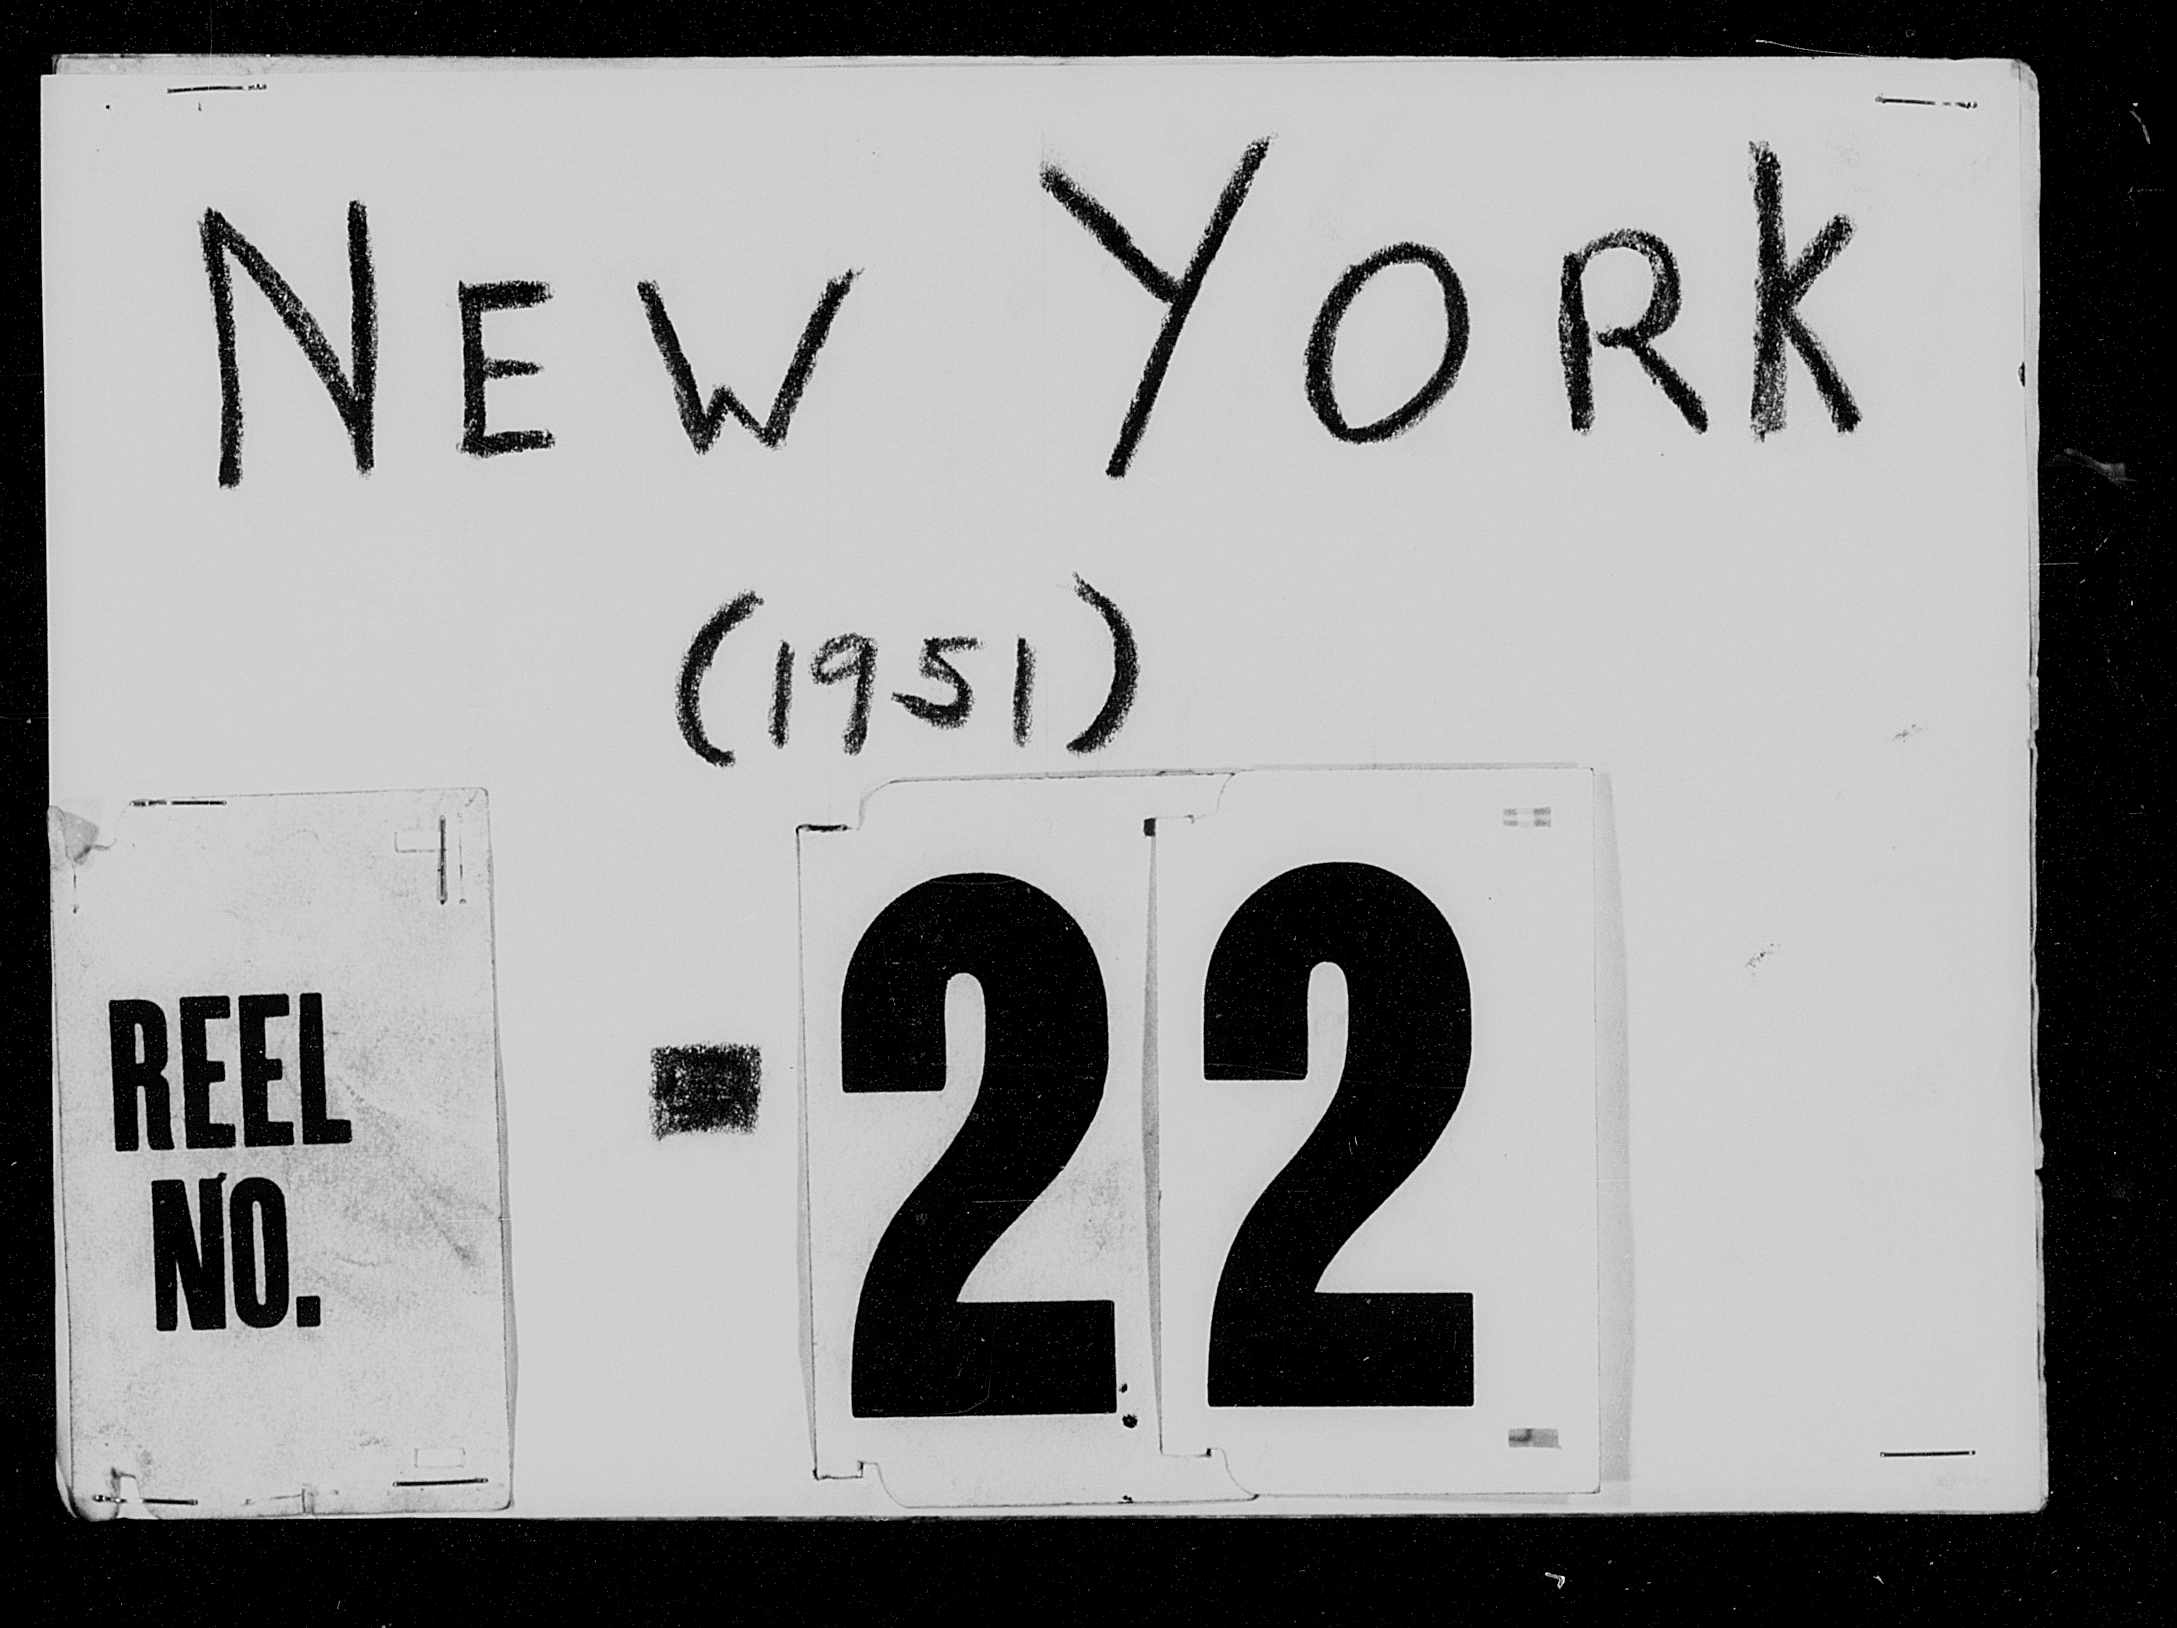 NEW YORK
(1951)
REEL
NO.
- 22